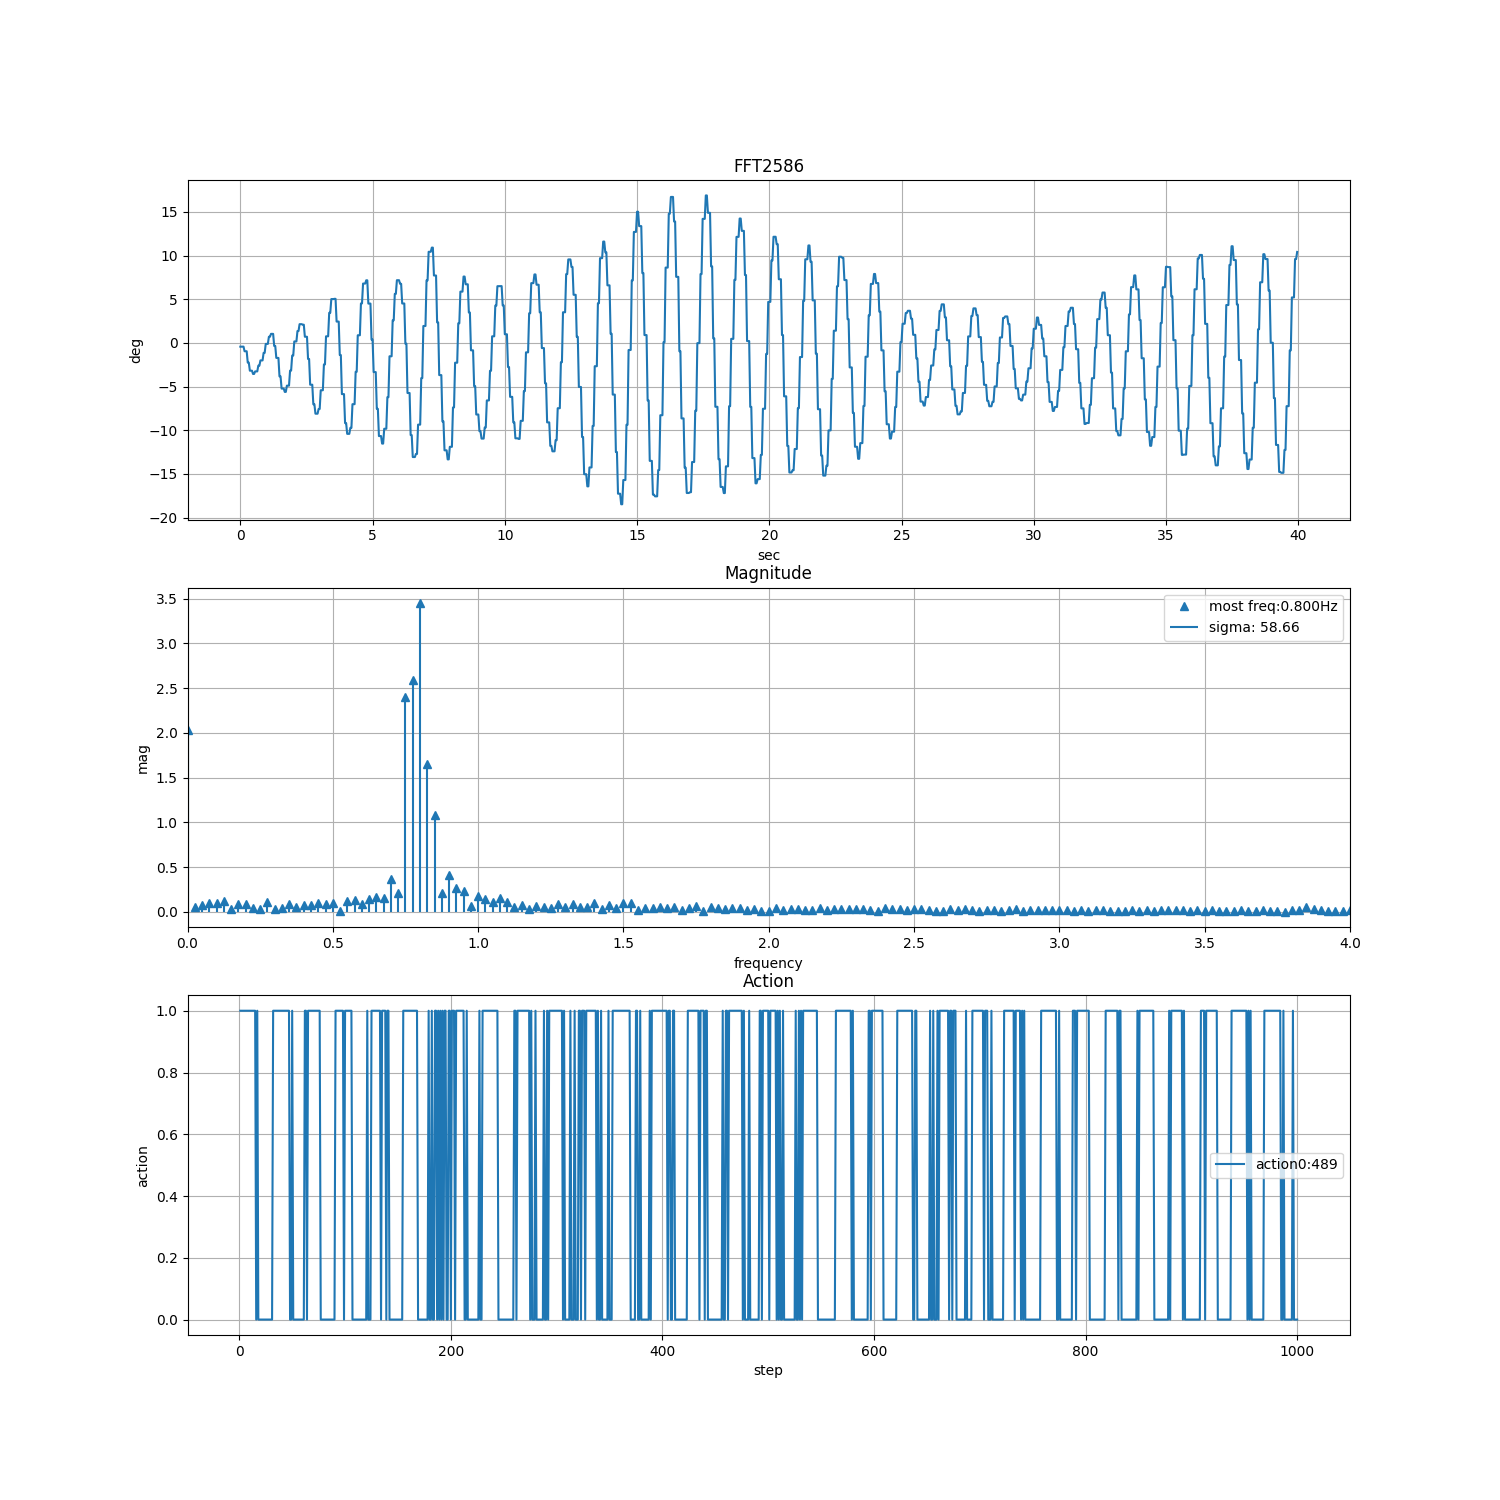 FFT2586
15
10
5
0
−5
−10
−15
−20
deg
0 5 10 15 20 25 30 35 40
sec
Magnitude
most freq:0.800Hz
sigma: 58.66
3.5
3.0
2.5
2.0
1.5
1.0
0.5
0.0
mag
0.0 0.5 1.0 1.5 2.0 2.5 3.0 3.5 4.0
frequency
Action
1.0
0.8
0.6
0.4
0.2
0.0
action
action0:489
0 200 400 600 800 1000
step